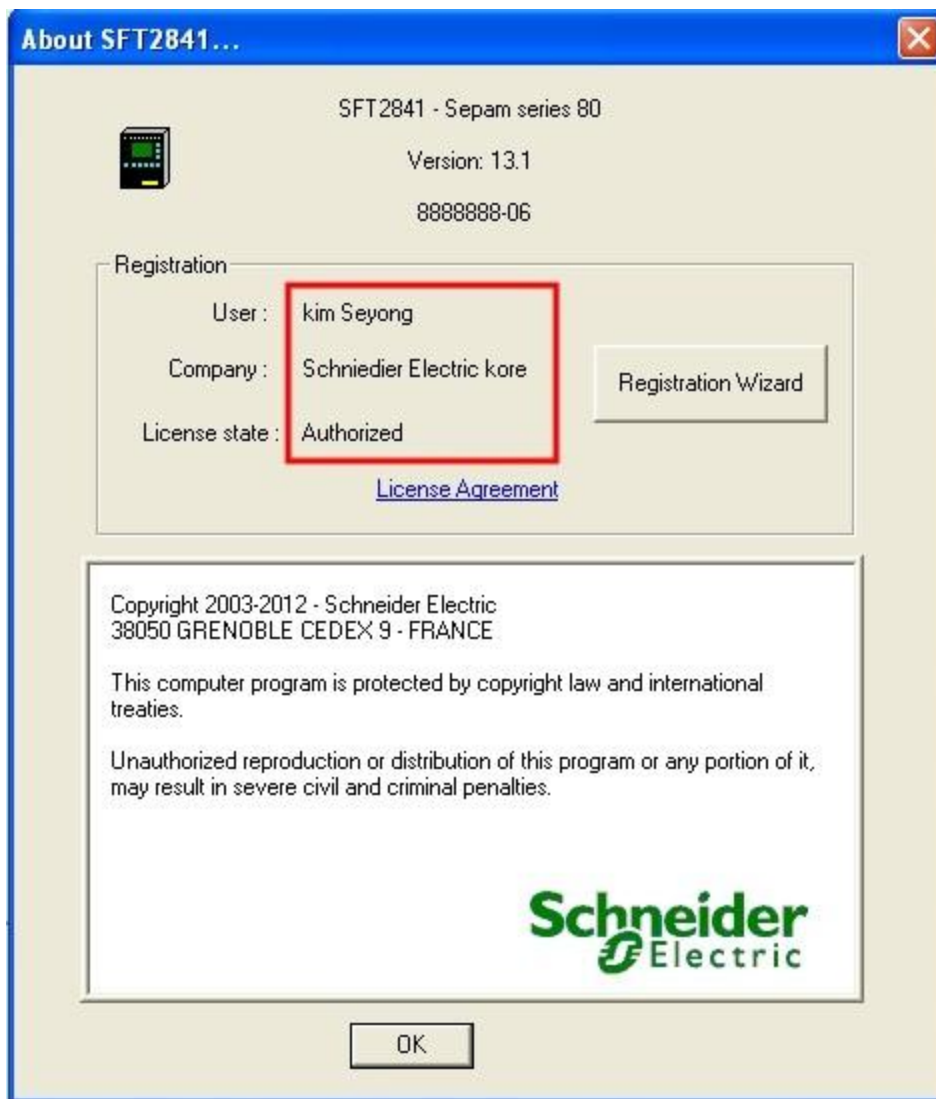 About SFT2841...
SFT2841 - Sepam series 80
Version: 13.1
8888888-06
Registration
User : kim Seyong
Company : Schniedier Electric kore
License state : Authorized
Registration Wizard
License Agreement
Copyright 2003-2012 - Schneider Electric
38050 GRENOBLE CEDEX 9 - FRANCE
This computer program is protected by copyright law and international
treaties.
Unauthorized reproduction or distribution of this program or any portion of it,
may result in severe civil and criminal penalties.
Schneider
Electric
OK